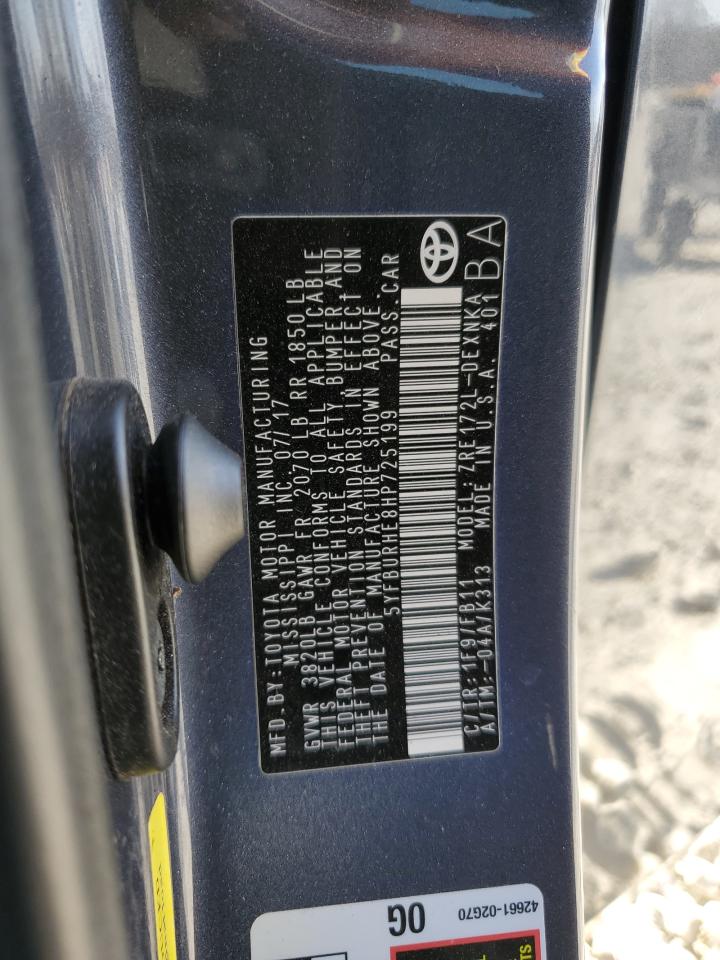 MFD.BY:TOYOTA MOTOR MANUFACTURING
MISSISSIPPI INC. 07/17
GVWR 3820LB GAWR FR 2070 LB RR 1850LB
THIS VEHICLE CONFORMS TO ALL APPLICABLE
FEDERAL MOTOR VEHICLE SAFETY BUMPER AND
THEFT PREVENTION STANDARDS IN EFFECT ON
THE DATE OF MANUFACTURE SHOWN ABOVE.
5YFBURHE8HP725199 PASS.CAR
C/TR:1F9/FB11 MODEL:ZRE172L-DEXNKA
A/TM:-04A/K313 MADE IN U.S.A. 401
BA
42661-02G70
0G